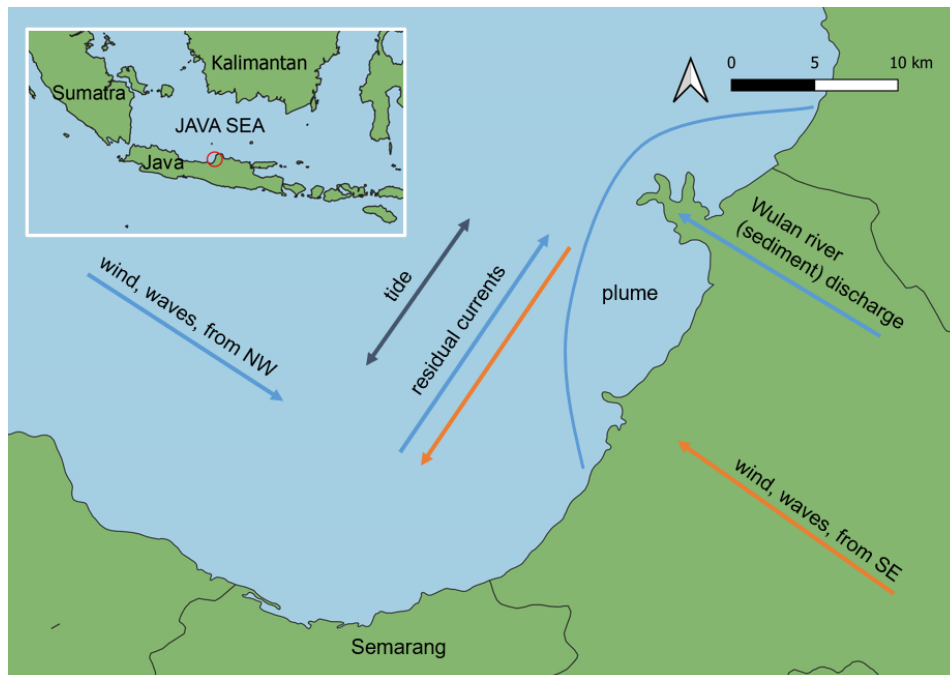 Kalimantan
Sumatra
JAVA SEA
Java
0 5 10 km
wind, waves, from NW
tide
residual currents
plume
Wulan river
(sediment) discharge
wind, waves, from SE
Semarang